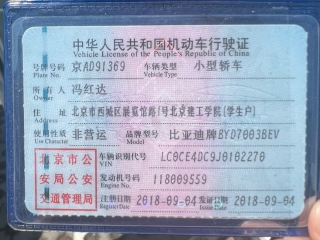 中华人民共和国机动车行驶证
Vehicle License of the People's Republic of China
号牌号码 京AD91369 车辆类型 小型轿车
Plate No. Vehicle Type
所有人 冯红达
Owner
住址 北京市西城区展览馆路1号北京建工学院(学生户)
Address
使用性质 非营运 品牌型号 比亚迪牌BYD7003BEV
Use Character Model
北京市公
安局公安
交通管理局
车辆识别代号 LC0CE4DC9J0102270
VIN
发动机号码 118009559
Engine No.
注册日期 2018-09-04 发证日期 2018-09-04
Register Date Issue Date